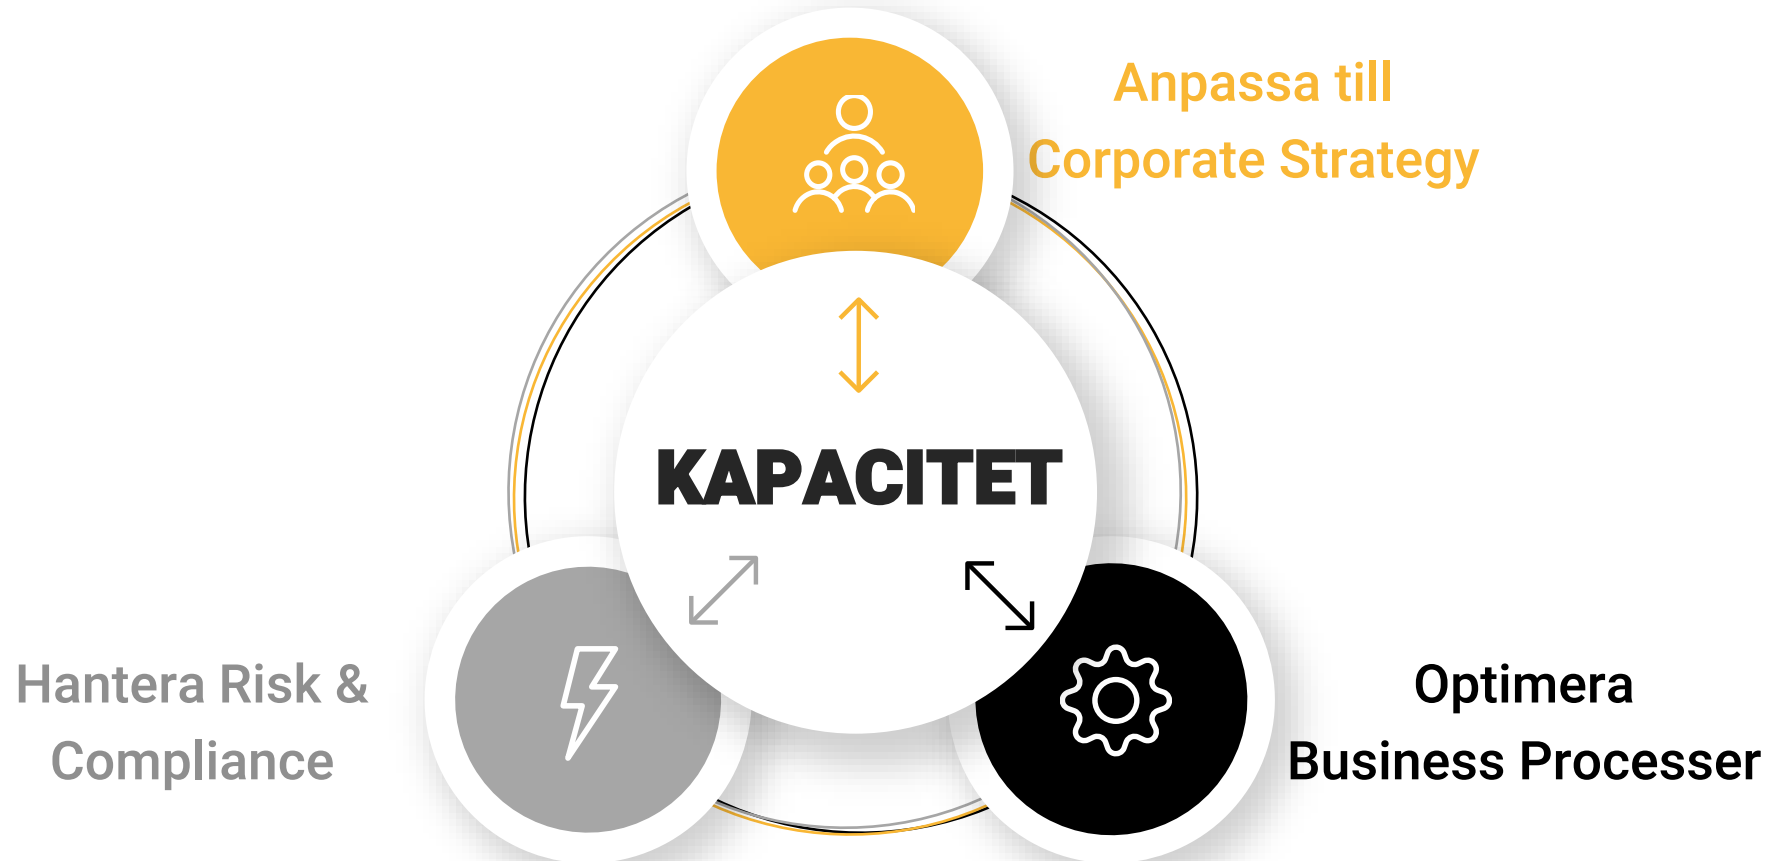 Anpassa till
Corporate Strategy
KAPACITET
Hantera Risk &
Compliance
Optimera
Business Processer